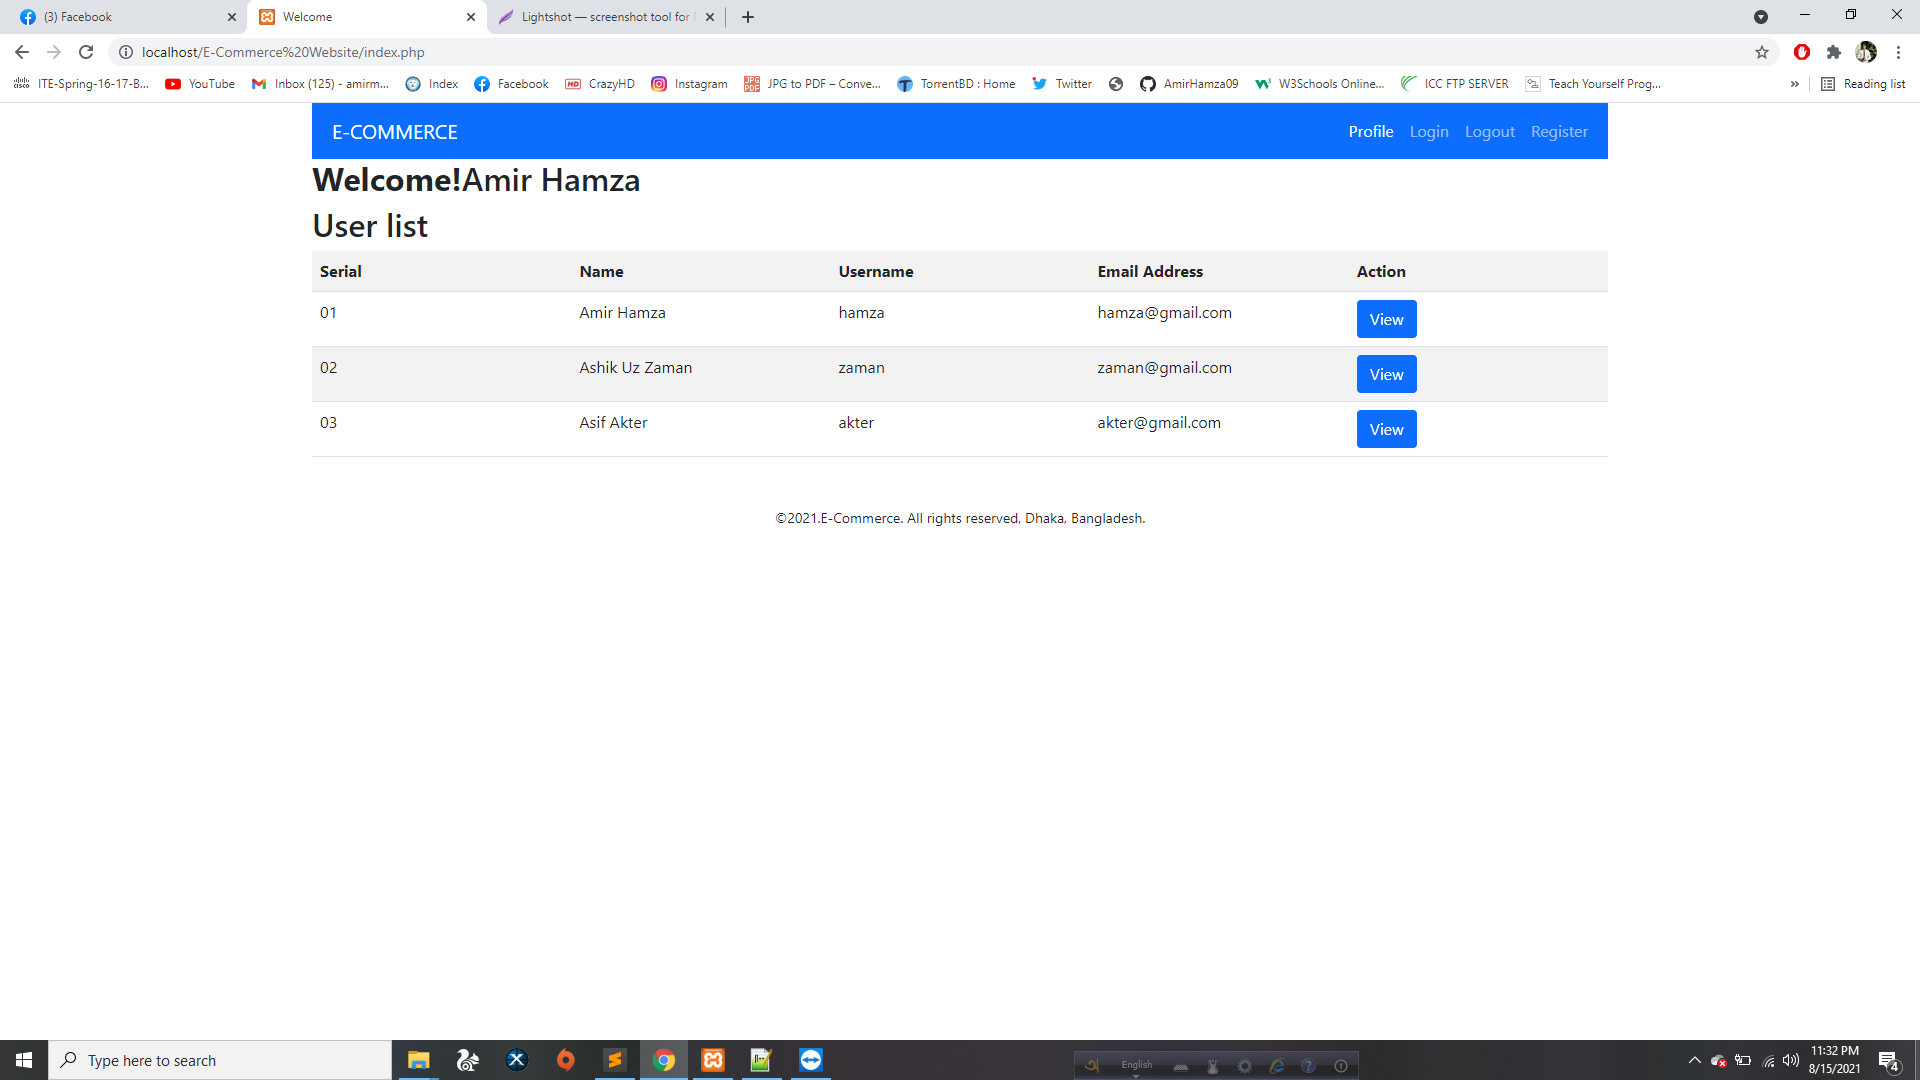 (3) Facebook
Welcome
Lightshot — screenshot tool for
localhost/E-Commerce%20Website/index.php
ITE-Spring-16-17-B...
YouTube
Inbox (125) - amirm...
Index
Facebook
CrazyHD
Instagram
JPG to PDF – Conve...
TorrentBD : Home
Twitter
AmirHamza09
W3Schools Online...
ICC FTP SERVER
Teach Yourself Prog...
»
Reading list
E-COMMERCE
Profile Login Logout Register
Welcome!Amir Hamza
User list
Serial Name Username Email Address Action
01 Amir Hamza hamza hamza@gmail.com View
02 Ashik Uz Zaman zaman zaman@gmail.com View
03 Asif Akter akter akter@gmail.com View
©2021.E-Commerce. All rights reserved, Dhaka, Bangladesh.
Type here to search
English
11:32 PM
8/15/2021
4